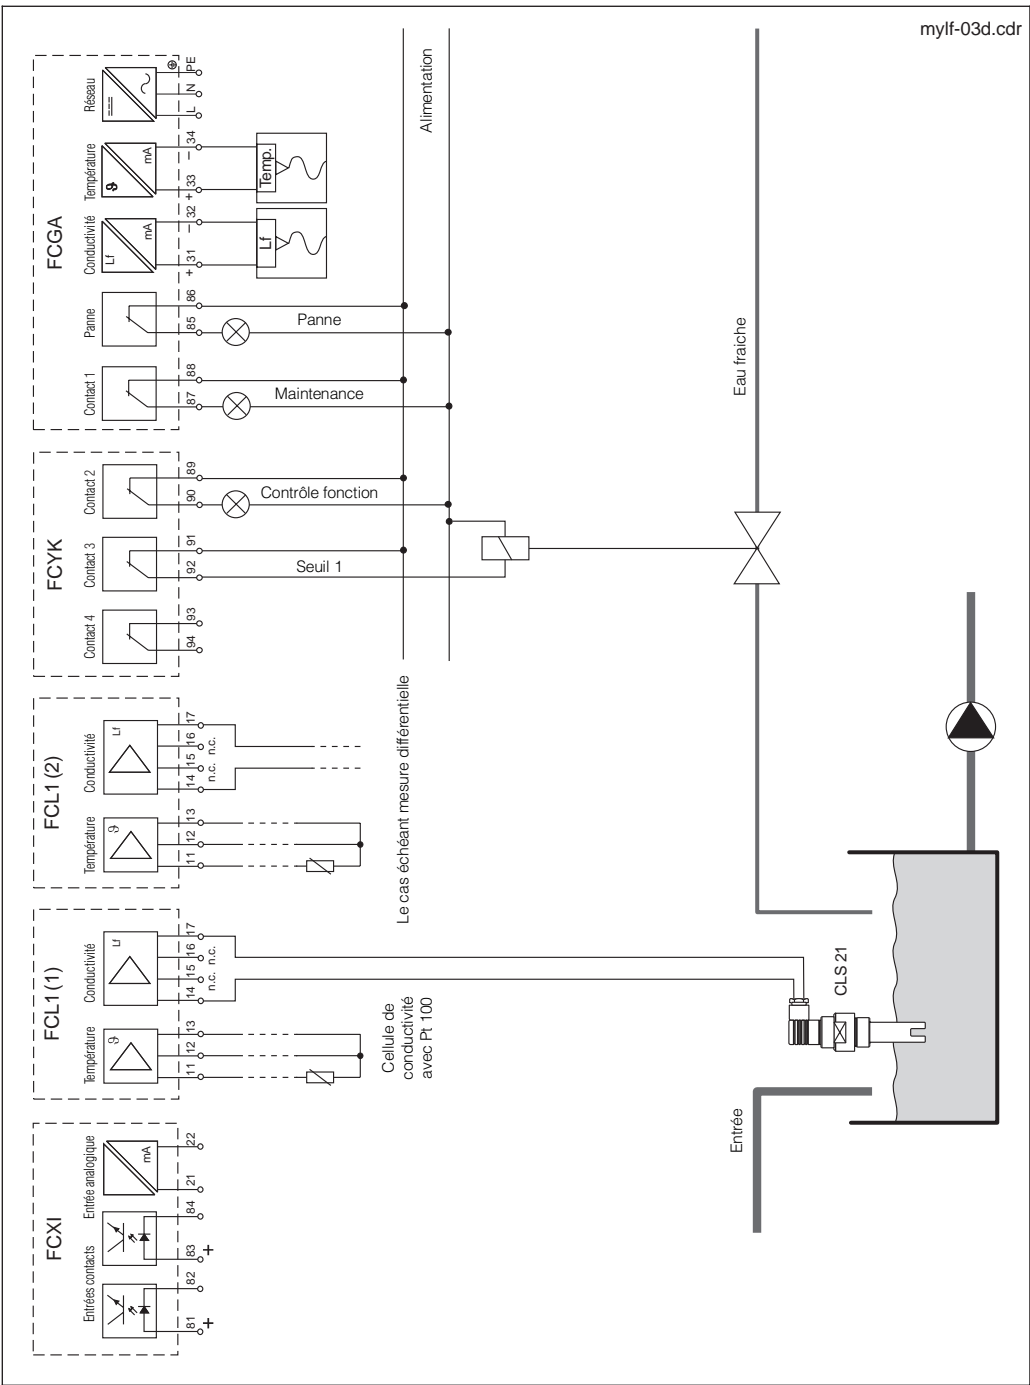 mylf-03d.cdr
FCGA
Réseau
PE
N
L
Température
ϑ
mA
− 34
+ 33
Temp.
Conductivité
Lf
mA
− 32
+ 31
Lf
Panne
86
85
Panne
Contact 1
88
87
Maintenance
Alimentation
FCYK
Contact 2
89
90
Contrôle fonction
Contact 3
91
92
Seuil 1
Contact 4
93
94
Eau fraiche
FCL1 (2)
Conductivité
Lf
17
16 n.c.
15 n.c.
14
Température
ϑ
13
12
11
Le cas échéant mesure différentielle
FCL1 (1)
Conductivité
Lf
17
16 n.c.
15 n.c.
14
Température
ϑ
13
12
11
Cellule de
conductivité
avec Pt 100
CLS 21
Entrée
FCXI
Entrée analogique
mA
22
21
Entrées contacts
84
83 +
82
81 +